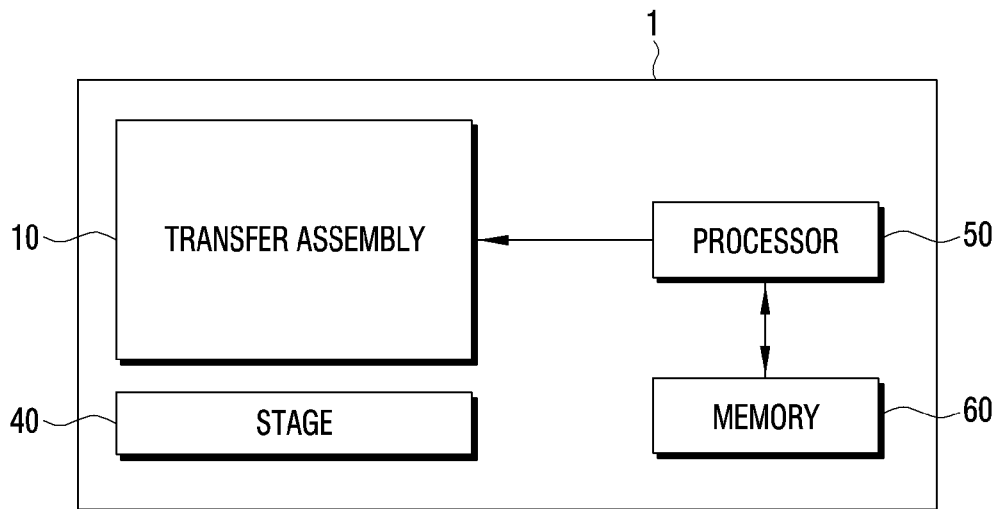 1
10
TRANSFER ASSEMBLY
PROCESSOR
50
40
STAGE
MEMORY
60